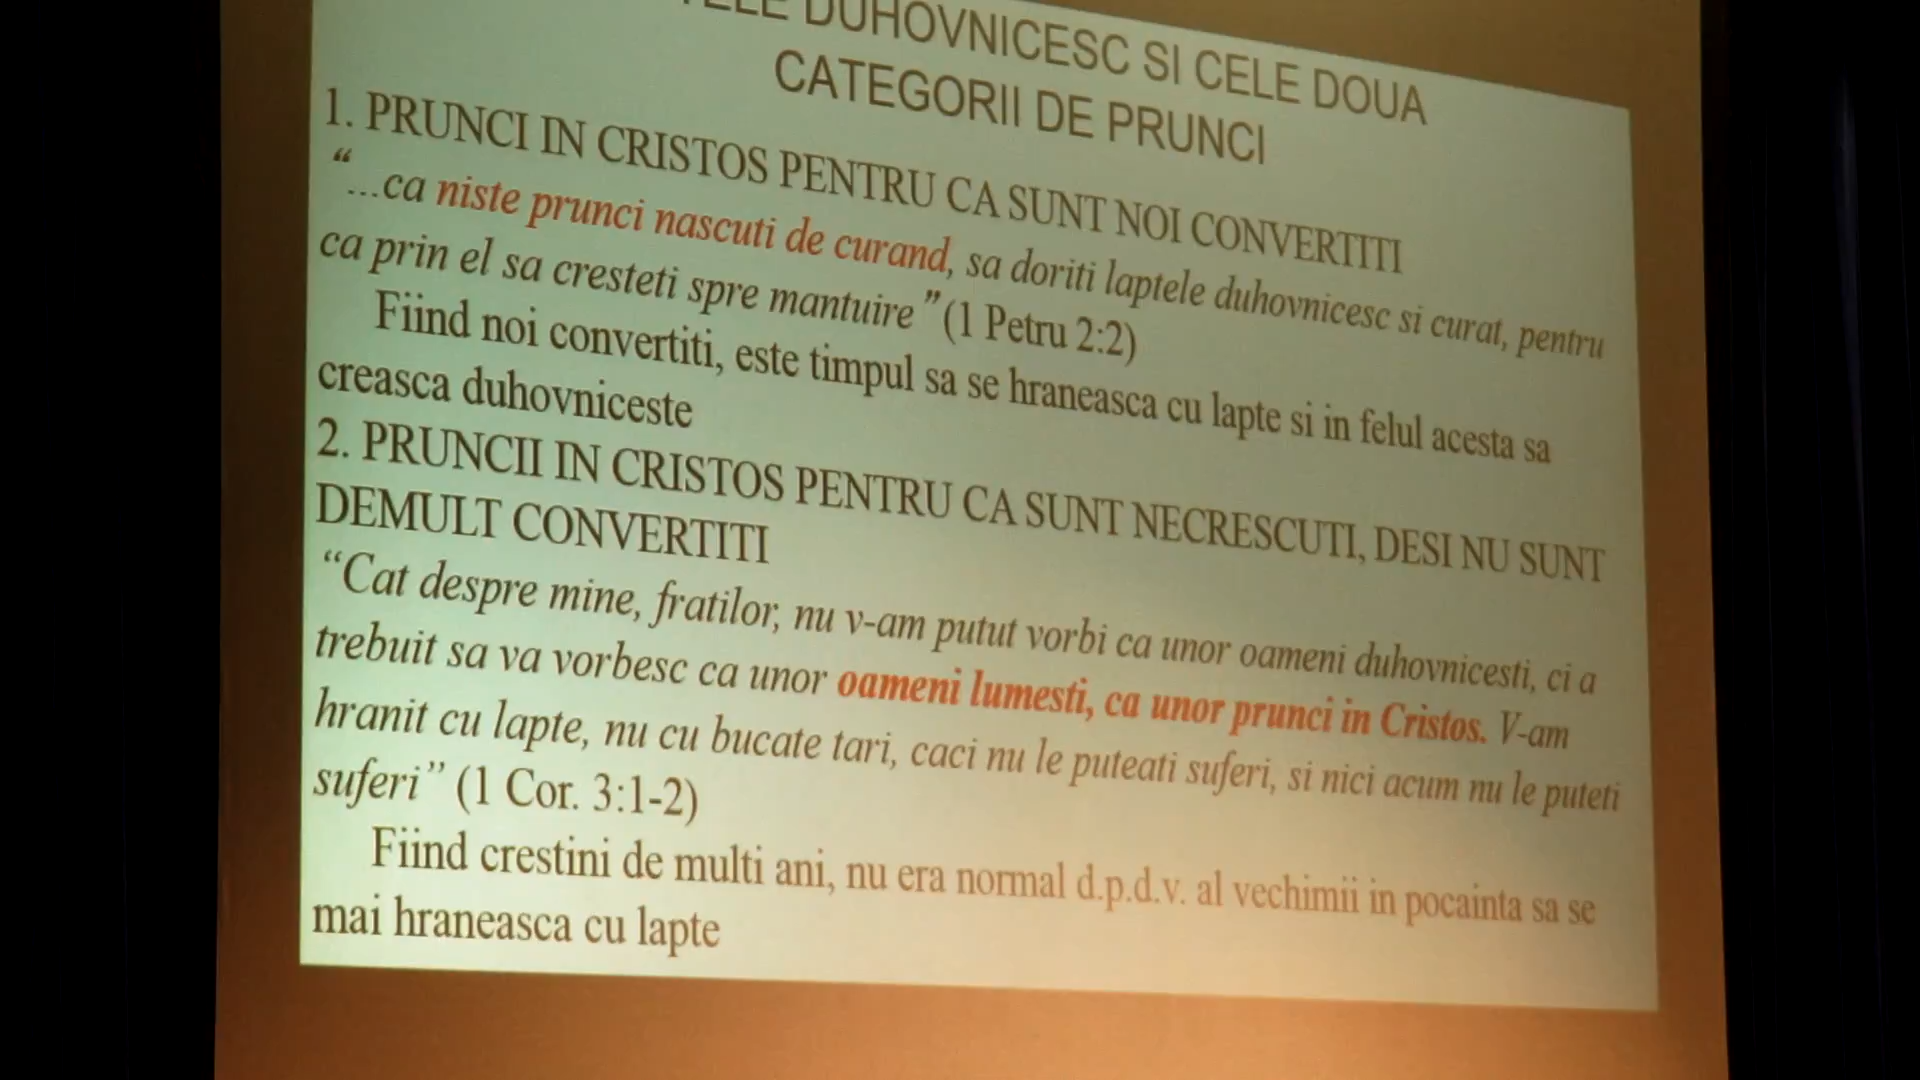 DUHOVNICESC SI CELE DOUA
CATEGORII DE PRUNCI
1. PRUNCI IN CRISTOS PENTRU CA SUNT NOI CONVERTITI
“...ca niste prunci nascuti de curand, sa doriti laptele duhovnicesc si curat, pentru
ca prin el sa cresteti spre mantuire” (1 Petru 2:2)
Fiind noi convertiti, este timpul sa se hraneasca cu lapte si in felul acesta sa
creasca duhovniceste
2. PRUNCII IN CRISTOS PENTRU CA SUNT NECRESCUTI, DESI NU SUNT
DEMULT CONVERTITI
“Cat despre mine, fratilor, nu v-am putut vorbi ca unor oameni duhovnicesti, ci a
trebuit sa va vorbesc ca unor oameni lumesti, ca unor prunci in Cristos. V-am
hranit cu lapte, nu cu bucate tari, caci nu le puteati suferi, si nici acum nu le puteti
suferi” (1 Cor. 3:1-2)
Fiind crestini de multi ani, nu era normal d.p.d.v. al vechimii in pocainta sa se
mai hraneasca cu lapte